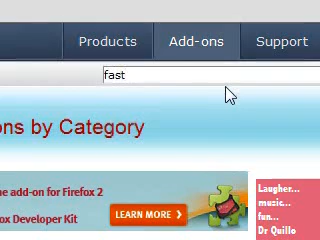 Products Add-ons Support
fast
ons by Category
ne add-on for Firefox 2
ox Developer Kit
LEARN MORE
Laugher...
music...
fun...
Dr Quillo